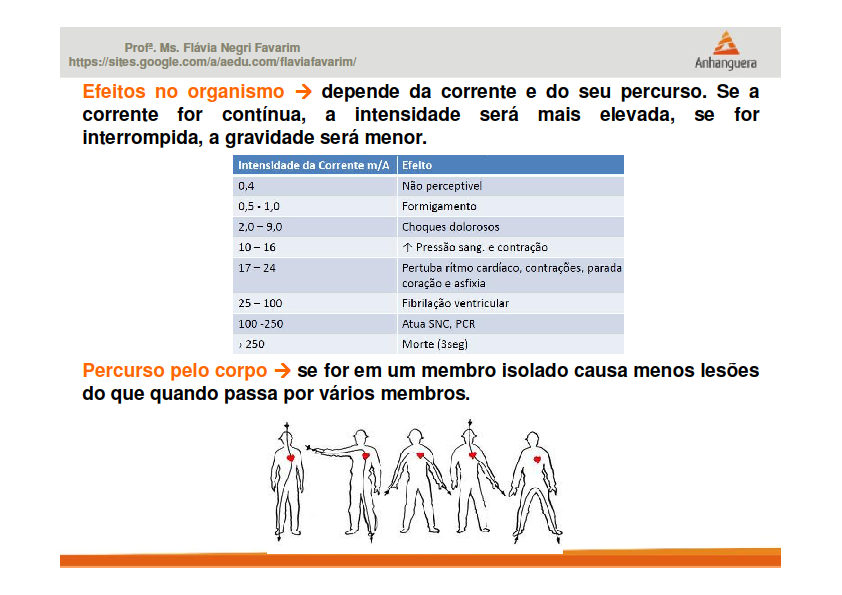 Profª. Ms. Flávia Negri Favarim
https://sites.google.com/a/aedu.com/flaviafavarim/
Anhanguera
Efeitos no organismo → depende da corrente e do seu percurso. Se a
corrente for contínua, a intensidade será mais elevada, se for
interrompida, a gravidade será menor.
Intensidade da Corrente m/A Efeito
0,4 Não perceptivel
0,5 - 1,0 Formigamento
2,0 – 9,0 Choques dolorosos
10 – 16 ↑ Pressão sang. e contração
17 – 24 Pertuba rítmo cardíaco, contrações, parada
coração e asfixia
25 – 100 Fibrilação ventricular
100 -250 Atua SNC, PCR
› 250 Morte (3seg)
Percurso pelo corpo → se for em um membro isolado causa menos lesões
do que quando passa por vários membros.